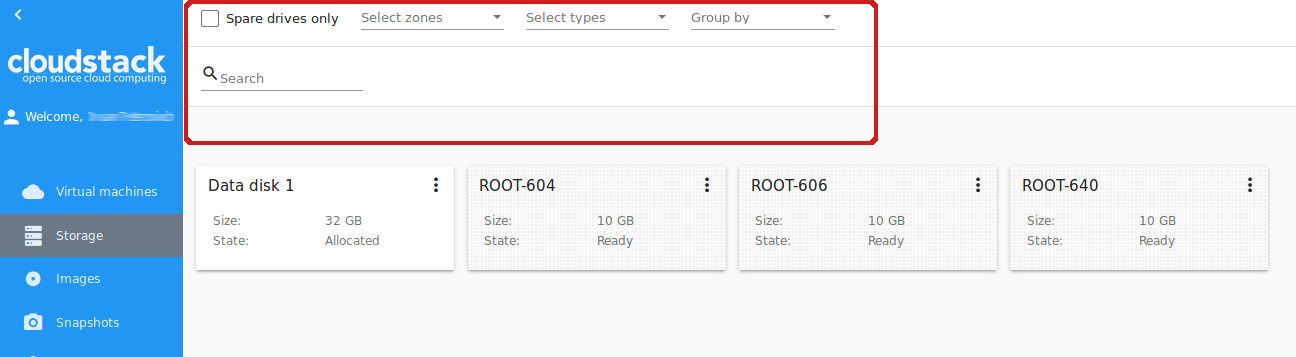 Spare drives only Select zones Select types Group by
Search
cloudstack
open source cloud computing
Welcome,
Virtual machines
Storage
Images
Snapshots
Data disk 1
Size: 32 GB
State: Allocated
ROOT-604
Size: 10 GB
State: Ready
ROOT-606
Size: 10 GB
State: Ready
ROOT-640
Size: 10 GB
State: Ready